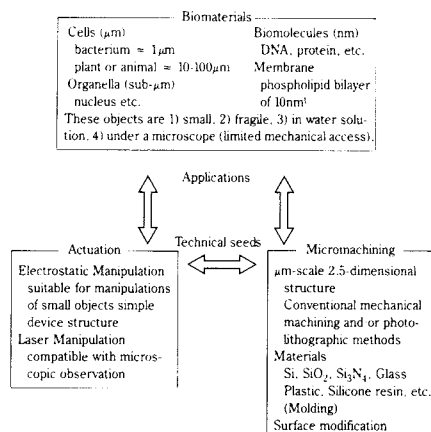 Biomaterials
Cells (μm)
bacterium ≈ 1μm
plant or animal ≈ 10-100μm
Organella (sub-μm)
nucleus etc.
Biomolecules (nm)
DNA, protein, etc.
Membrane
phospholipid bilayer
of 10nm
These objects are 1) small, 2) fragile, 3) in water solu-
tion, 4) under a microscope (limited mechanical access).
Applications
Technical seeds
Actuation
Electrostatic Manipulation
suitable for manipulations
of small objects simple
device structure
Laser Manipulation
compatible with micros-
copic observation
Micromachining
μm-scale 2.5-dimensional
structure
Conventional mechanical
machining and or photo-
lithographic methods
Materials
Si, SiO₂, Si₃N₄, Glass
Plastic, Silicone resin, etc.
(Molding)
Surface modification